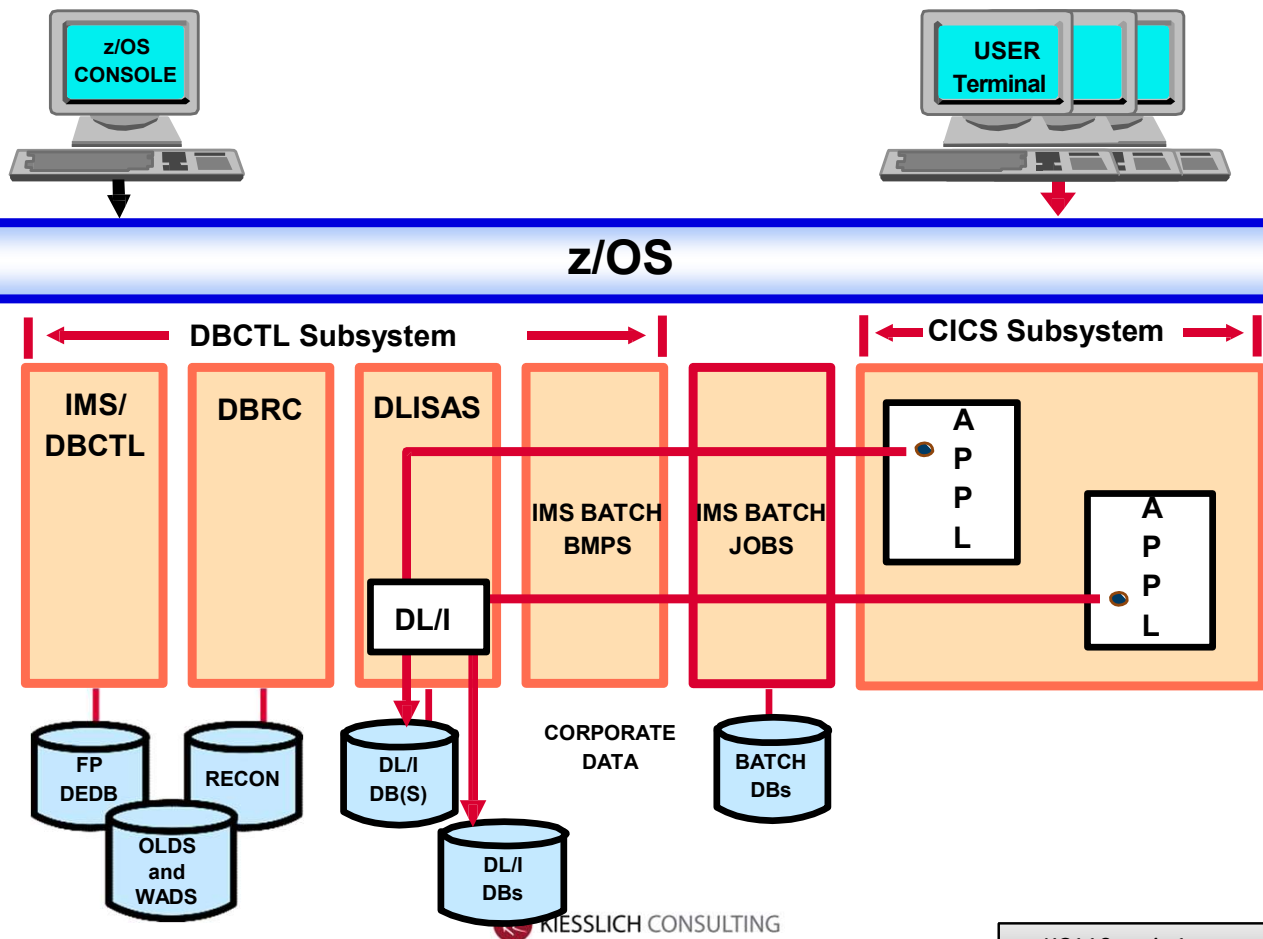 z/OS
CONSOLE
USER
Terminal
z/OS
DBCTL Subsystem
CICS Subsystem
IMS/
DBCTL
DBRC
DLISAS
IMS BATCH
BMPS
IMS BATCH
JOBS
A
P
P
L
A
P
P
L
DL/I
FP
DEDB
RECON
OLDS
and
WADS
DL/I
DB(S)
DL/I
DBs
CORPORATE
DATA
BATCH
DBs
KIESSLICH CONSULTING